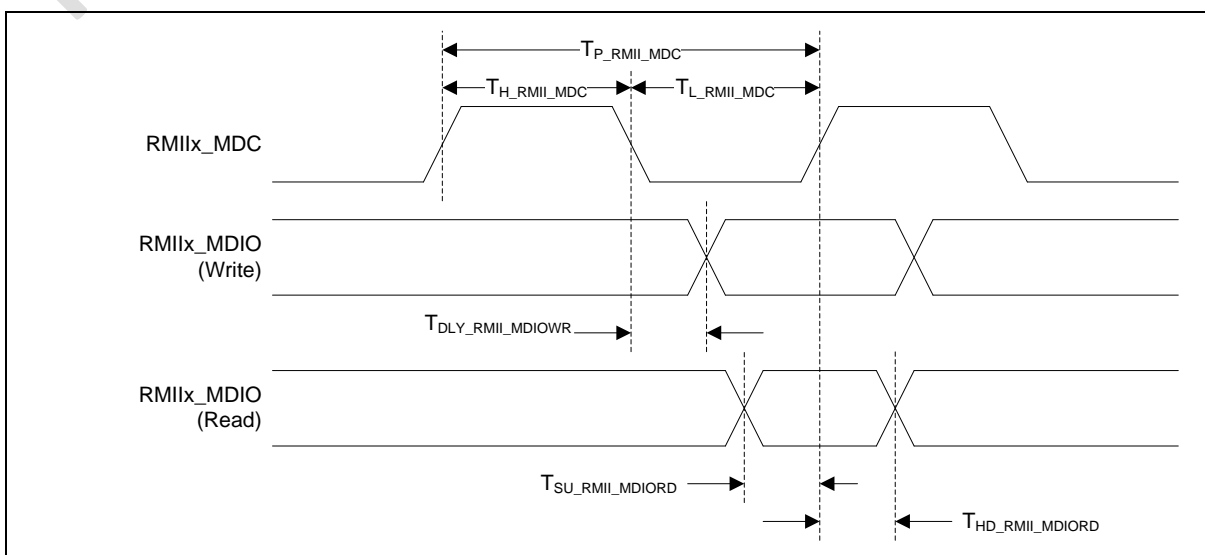 T_P_RMII_MDC
T_H_RMII_MDC T_L_RMII_MDC
RMIIx_MDC
RMIIx_MDIO
(Write)
T_DLY_RMII_MDIOWR
RMIIx_MDIO
(Read)
T_SU_RMII_MDIORD
T_HD_RMII_MDIORD